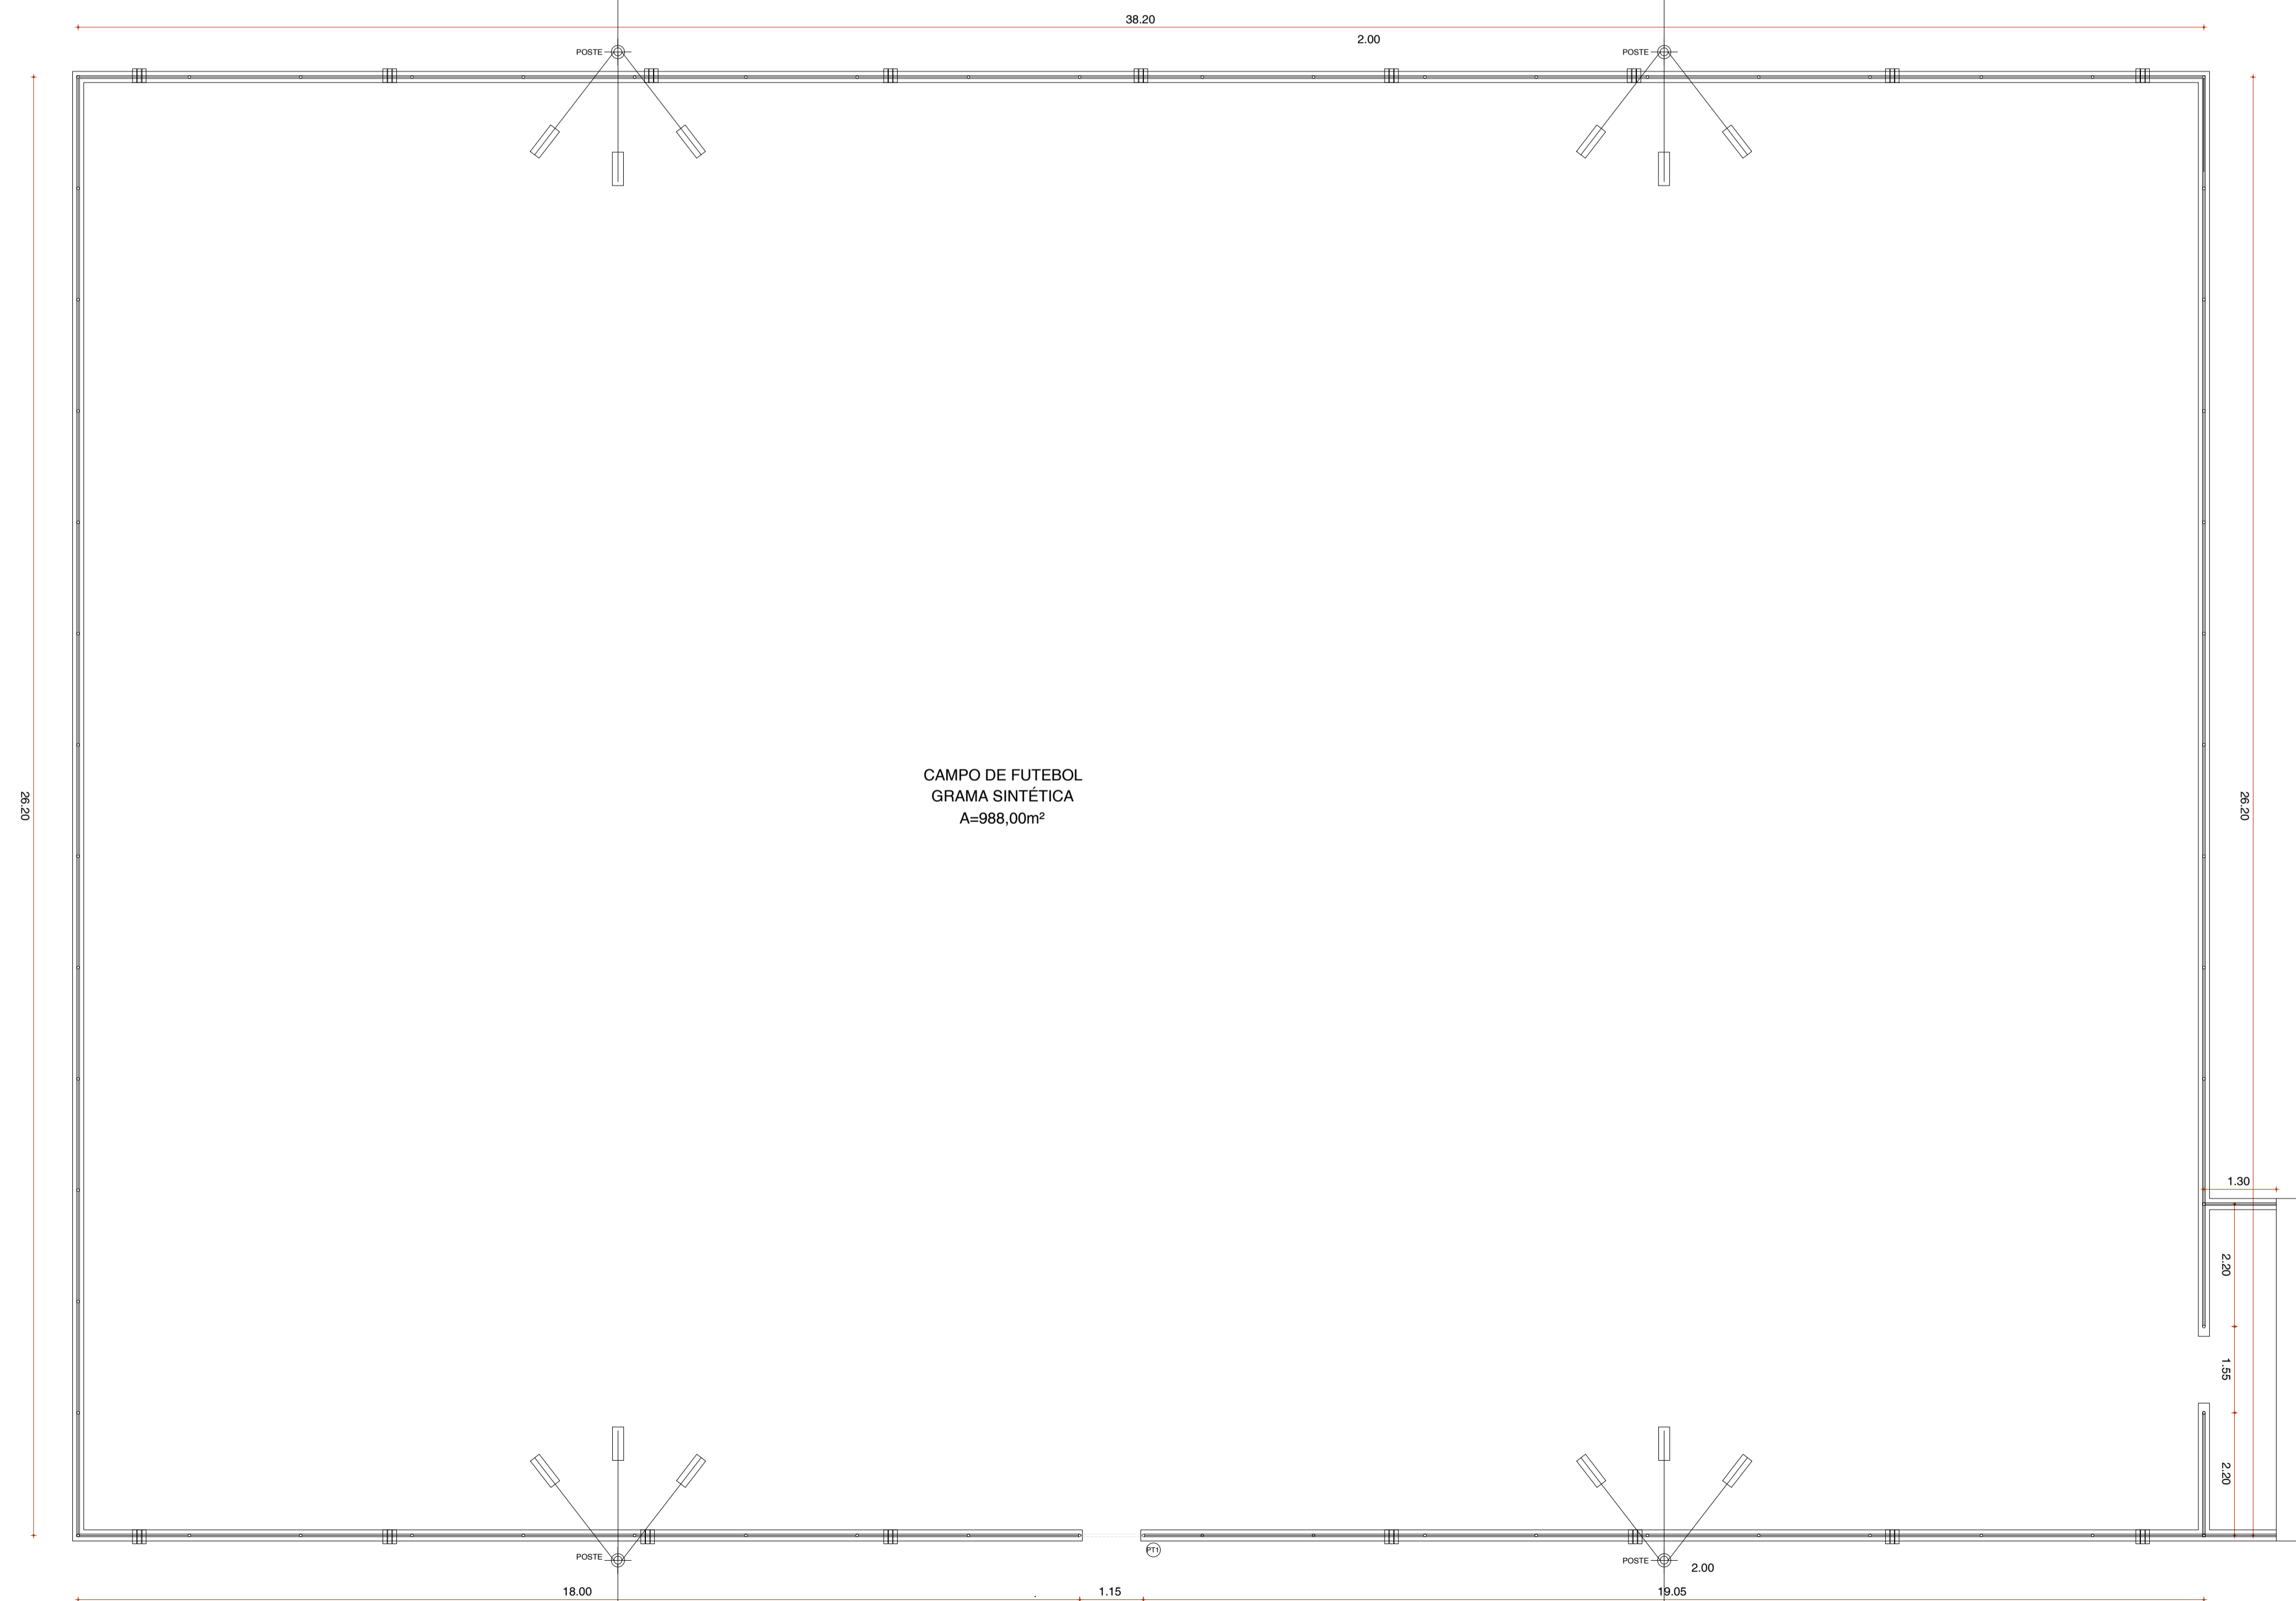 38.20
2.00
POSTE
POSTE
CAMPO DE FUTEBOL
GRAMA SINTÉTICA
A=988,00m²
26.20
26.20
1.30
2.20
1.55
2.20
PT1
POSTE
POSTE
2.00
18.00
1.15
19.05